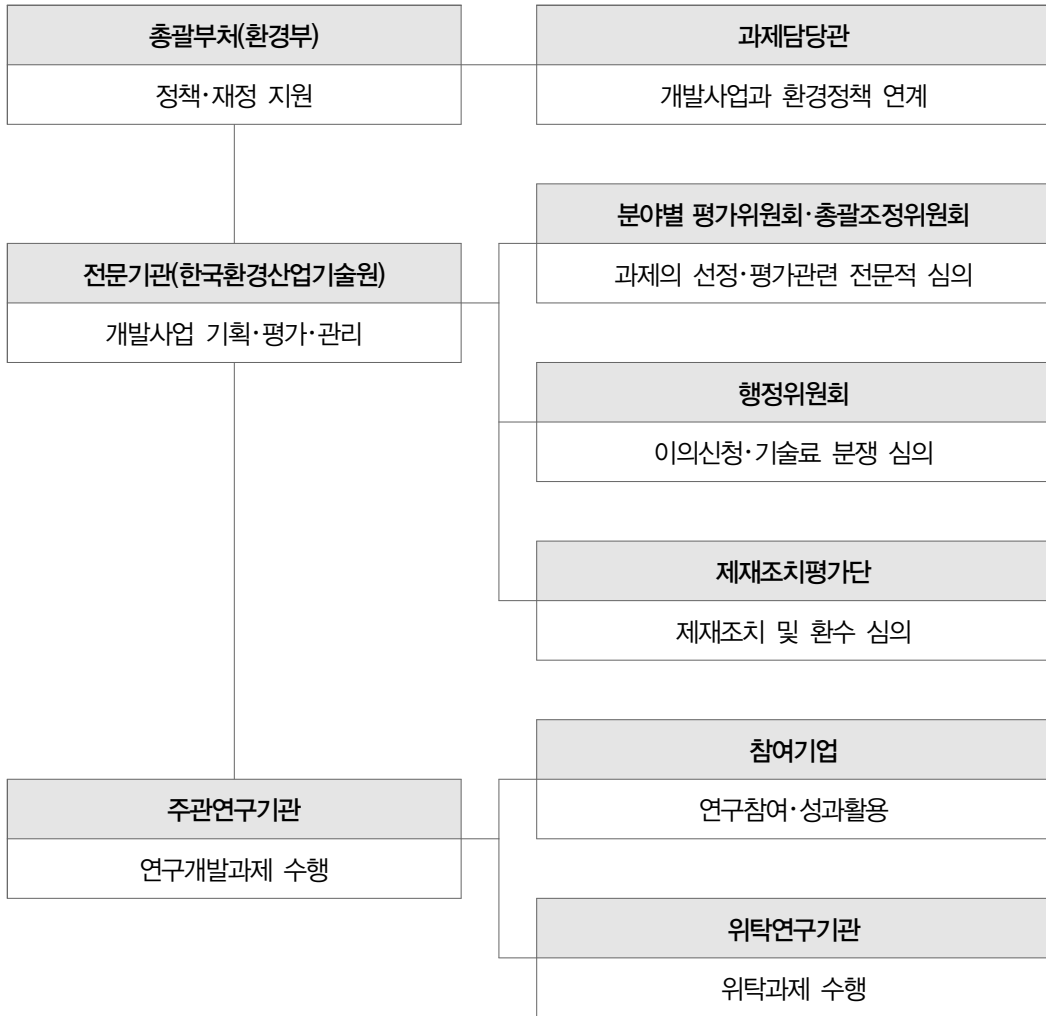 총괄부처(환경부)
정책·재정 지원
과제담당관
개발사업과 환경정책 연계
분야별 평가위원회·총괄조정위원회
과제의 선정·평가관련 전문적 심의
전문기관(한국환경산업기술원)
개발사업 기획·평가·관리
행정위원회
이의신청·기술료 분쟁 심의
제재조치평가단
제재조치 및 환수 심의
참여기업
연구참여·성과활용
주관연구기관
연구개발과제 수행
위탁연구기관
위탁과제 수행